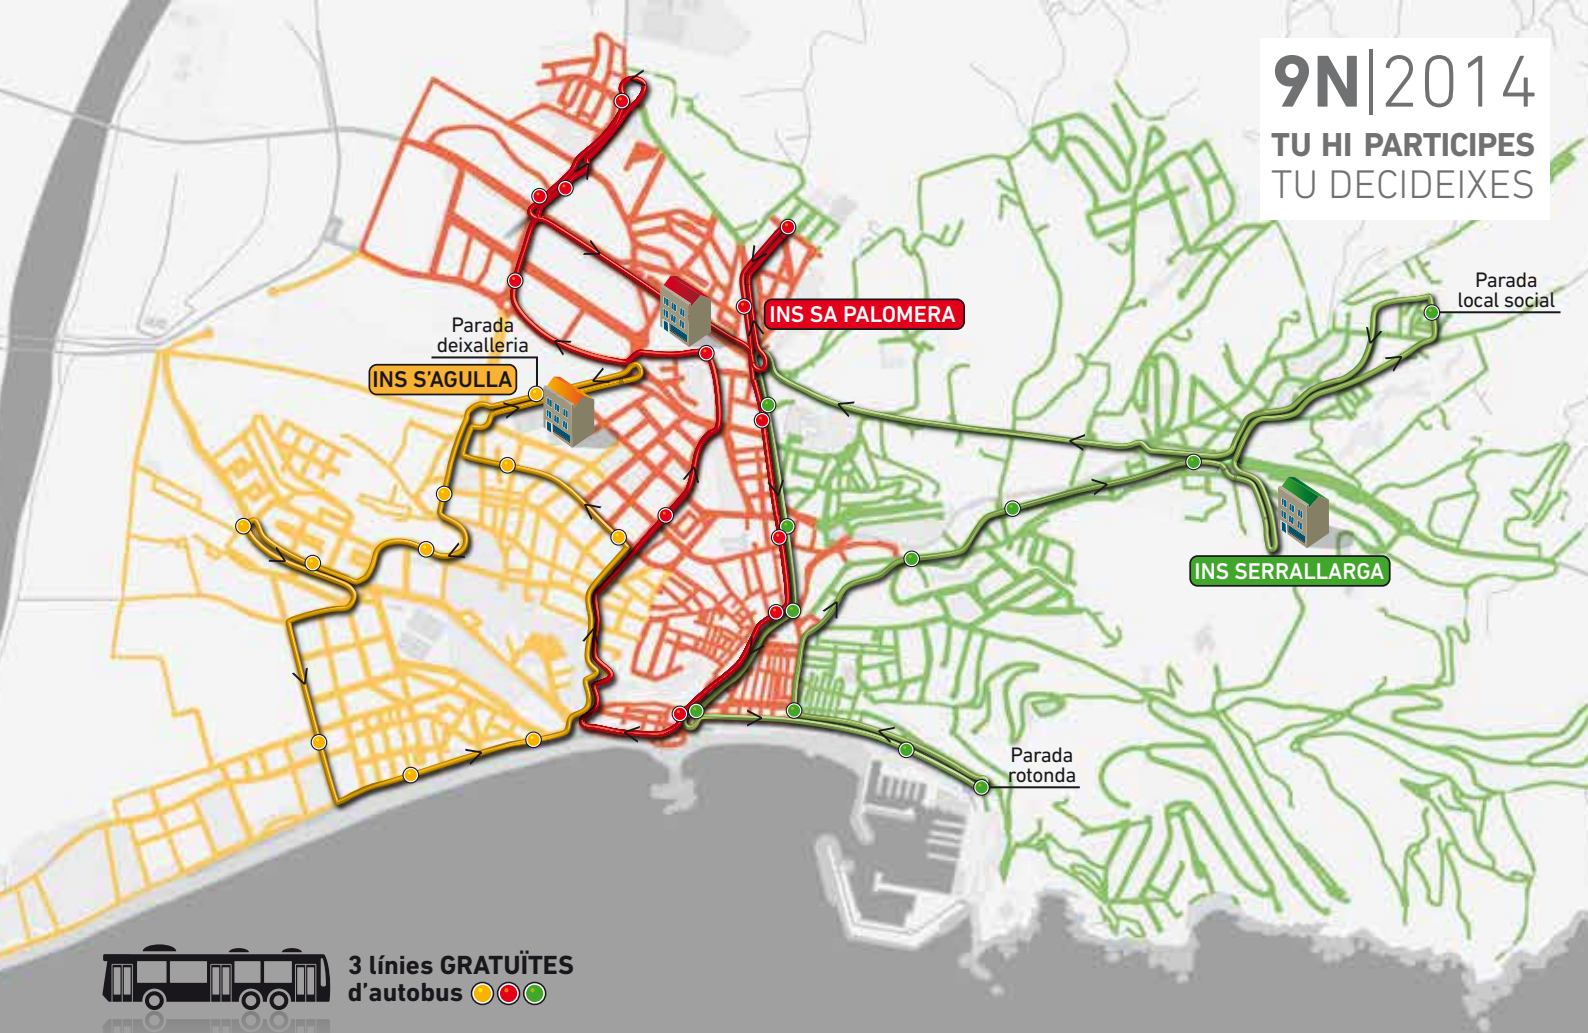 9N|2014
TU HI PARTICIPES
TU DECIDEIXES
Parada
local social
INS SA PALOMERA
Parada
deixalleria
INS S'AGULLA
INS SERRALLARGA
Parada
rotonda
3 línies GRATUÏTES
d'autobus